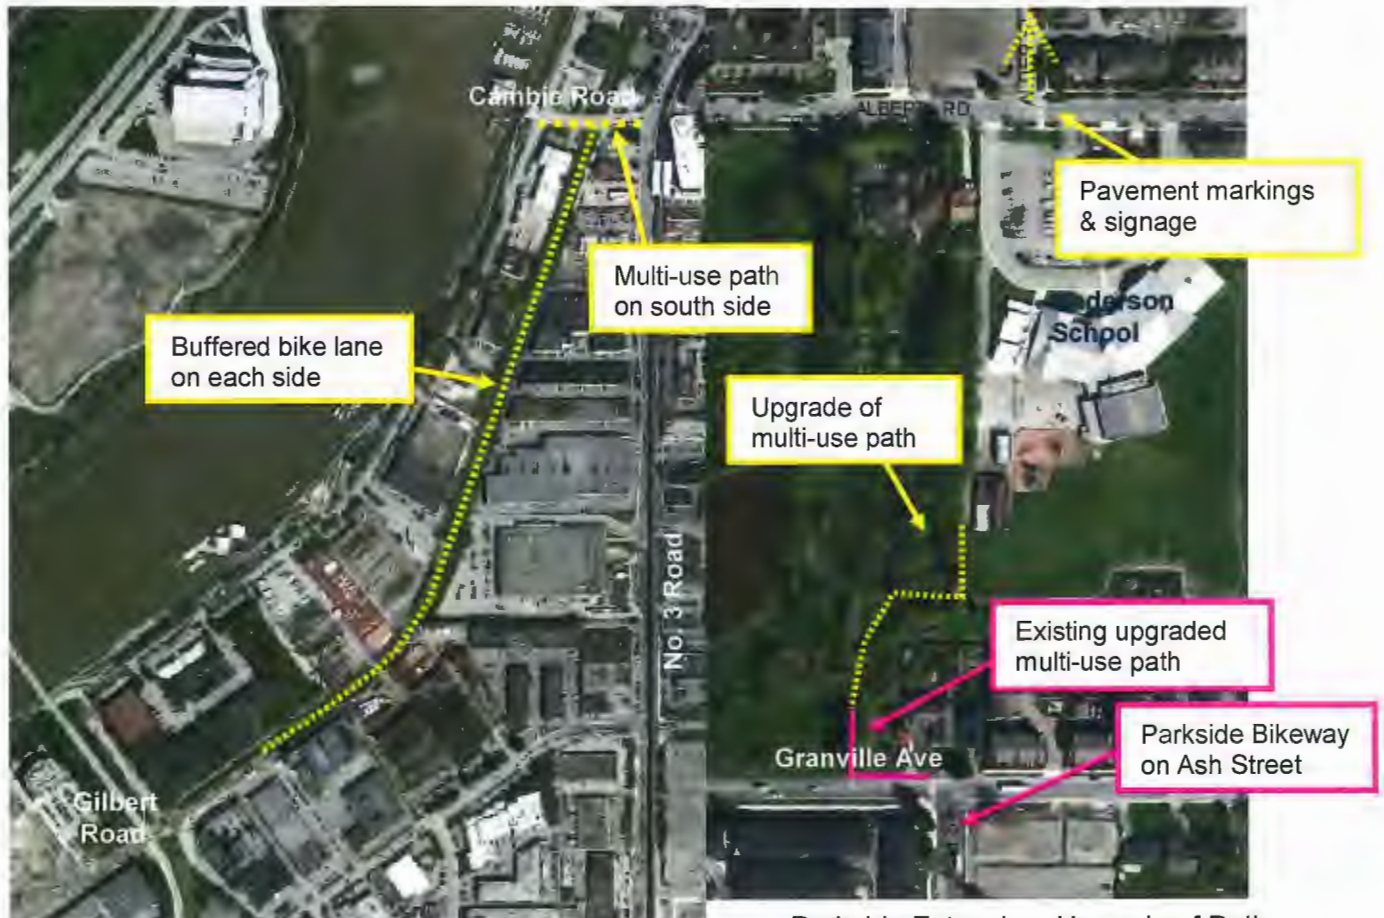 Cambie Road
ALBERT RD
Pavement markings
& signage
Multi-use path
on south side
School
Buffered bike lane
on each side
Upgrade of
multi-use path
No. 3 Road
Existing upgraded
multi-use path
Granville Ave
Parkside Bikeway
on Ash Street
Gilbert
Road